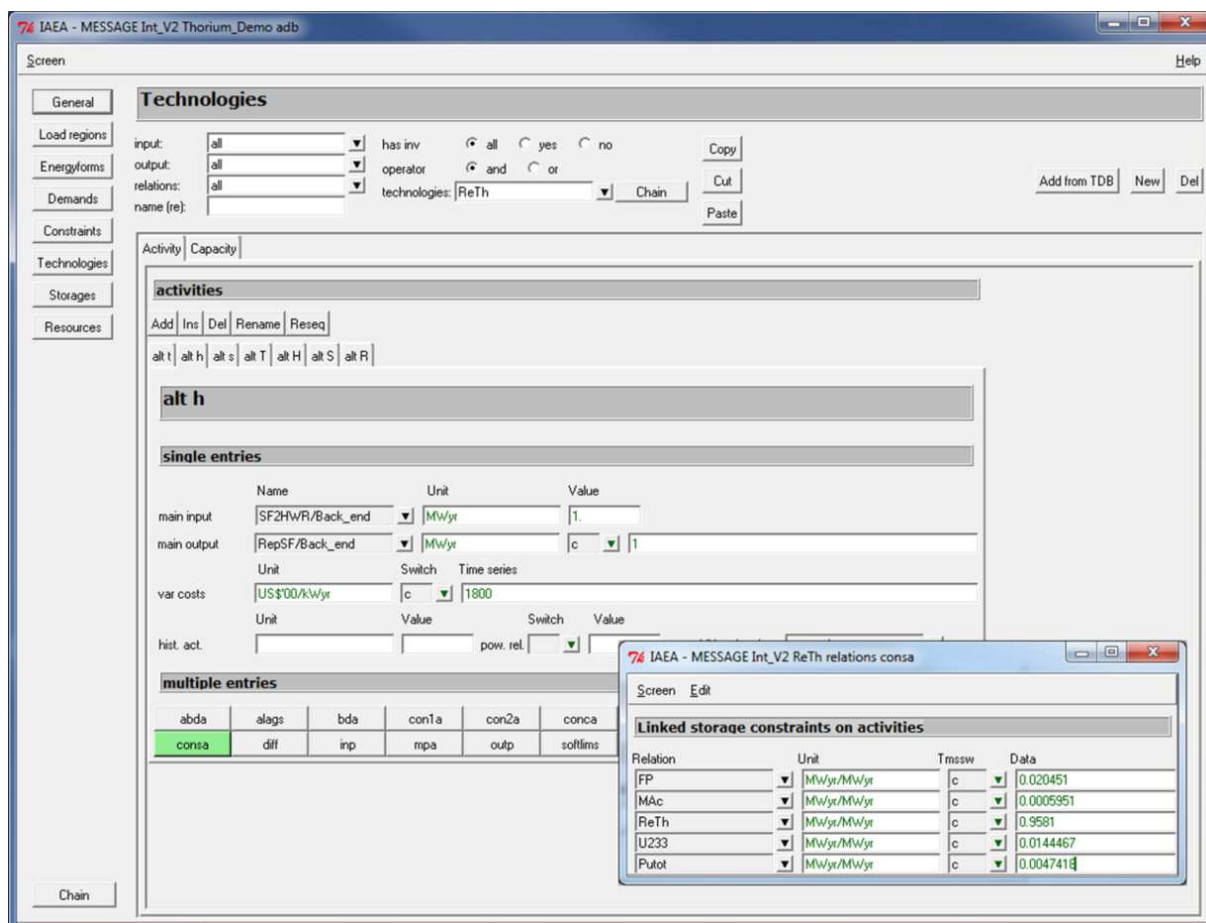 IAEA - MESSAGE Int_V2 Thorium_Demo adb
Screen Help
General
Load regions
Energyforms
Demands
Constraints
Technologies
Storages
Resources
Chain
Technologies
input: all has inv all yes no Copy
output: all operator and or Cut
relations: all technologies: ReTh Chain Add from TDB New Del
name (re): Paste
Activity Capacity
activities
Add Ins Del Rename Reseq
alt t alt h alt s alt T alt H alt S alt R
alt h
single entries
Name Unit Value
main input SF2HWR/Back_end MWyr 1.
main output RepSF/Back_end MWyr c 1
Unit Switch Time series
var costs US$'00/kWyr c 1800
Unit Value Switch Value
hist. act. pow. rel.
multiple entries
abda alags bda con1a con2a conca
consa diff inp mpa outp softlims
IAEA - MESSAGE Int_V2 ReTh relations consa
Screen Edit
Linked storage constraints on activities
Relation Unit Tmssw Data
FP MWyr/MWyr c 0.020451
MAc MWyr/MWyr c 0.0005951
ReTh MWyr/MWyr c 0.9581
U233 MWyr/MWyr c 0.0144467
Putot MWyr/MWyr c 0.0047418